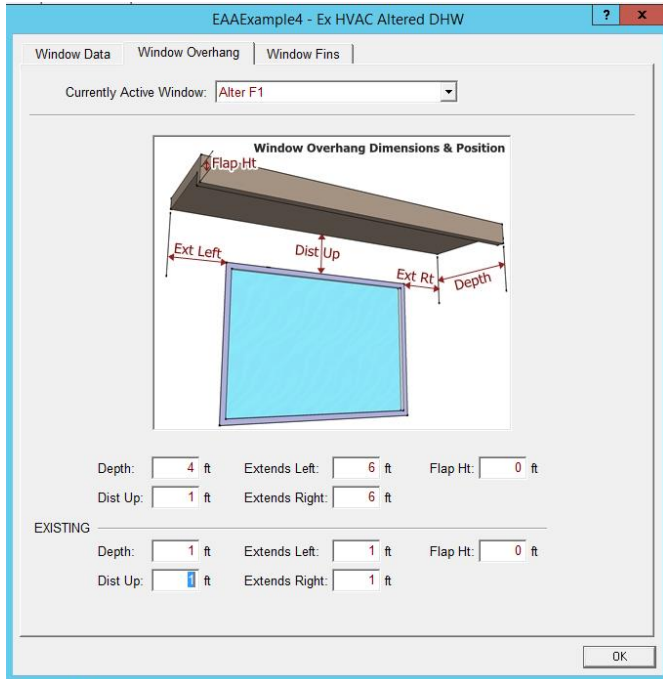 EAAExample4 - Ex HVAC Altered DHW ? x
Window Data Window Overhang Window Fins
Currently Active Window: Alter F1
Window Overhang Dimensions & Position
Flap Ht
Ext Left
Dist Up
Ext Rt
Depth
Depth: 4 ft Extends Left: 6 ft Flap Ht: 0 ft
Dist Up: 1 ft Extends Right: 6 ft
EXISTING
Depth: 1 ft Extends Left: 1 ft Flap Ht: 0 ft
Dist Up: 1 ft Extends Right: 1 ft
OK